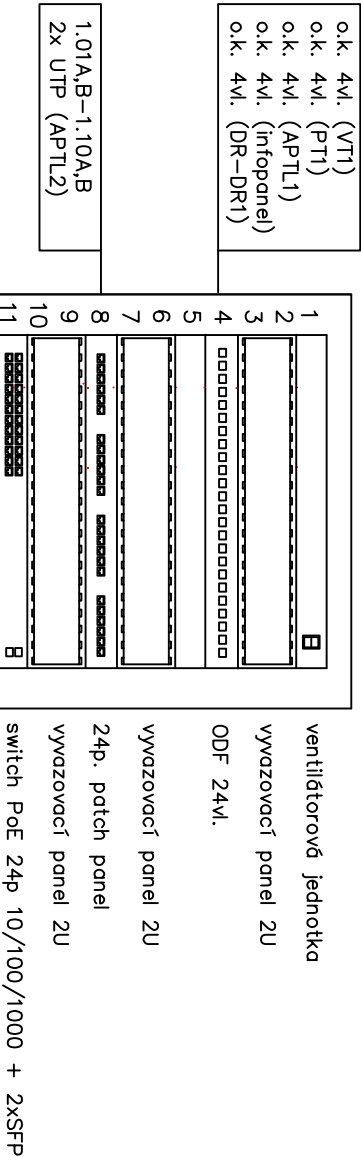 o.k. 4vl. (VT1)
o.k. 4vl. (PT1)
o.k. 4vl. (APTL1)
o.k. 4vl. (infopanel)
o.k. 4vl. (DR-DR1)
1.01A,B-1.10A,B
2x UTP (APTL2)
1
2
3
4
5
6
7
8
9
10
11
ventilátorová jednotka
vyvazovací panel 2U
ODF 24vl.
vyvazovací panel 2U
24p. patch panel
vyvazovací panel 2U
switch PoE 24p 10/100/1000 + 2xSFP